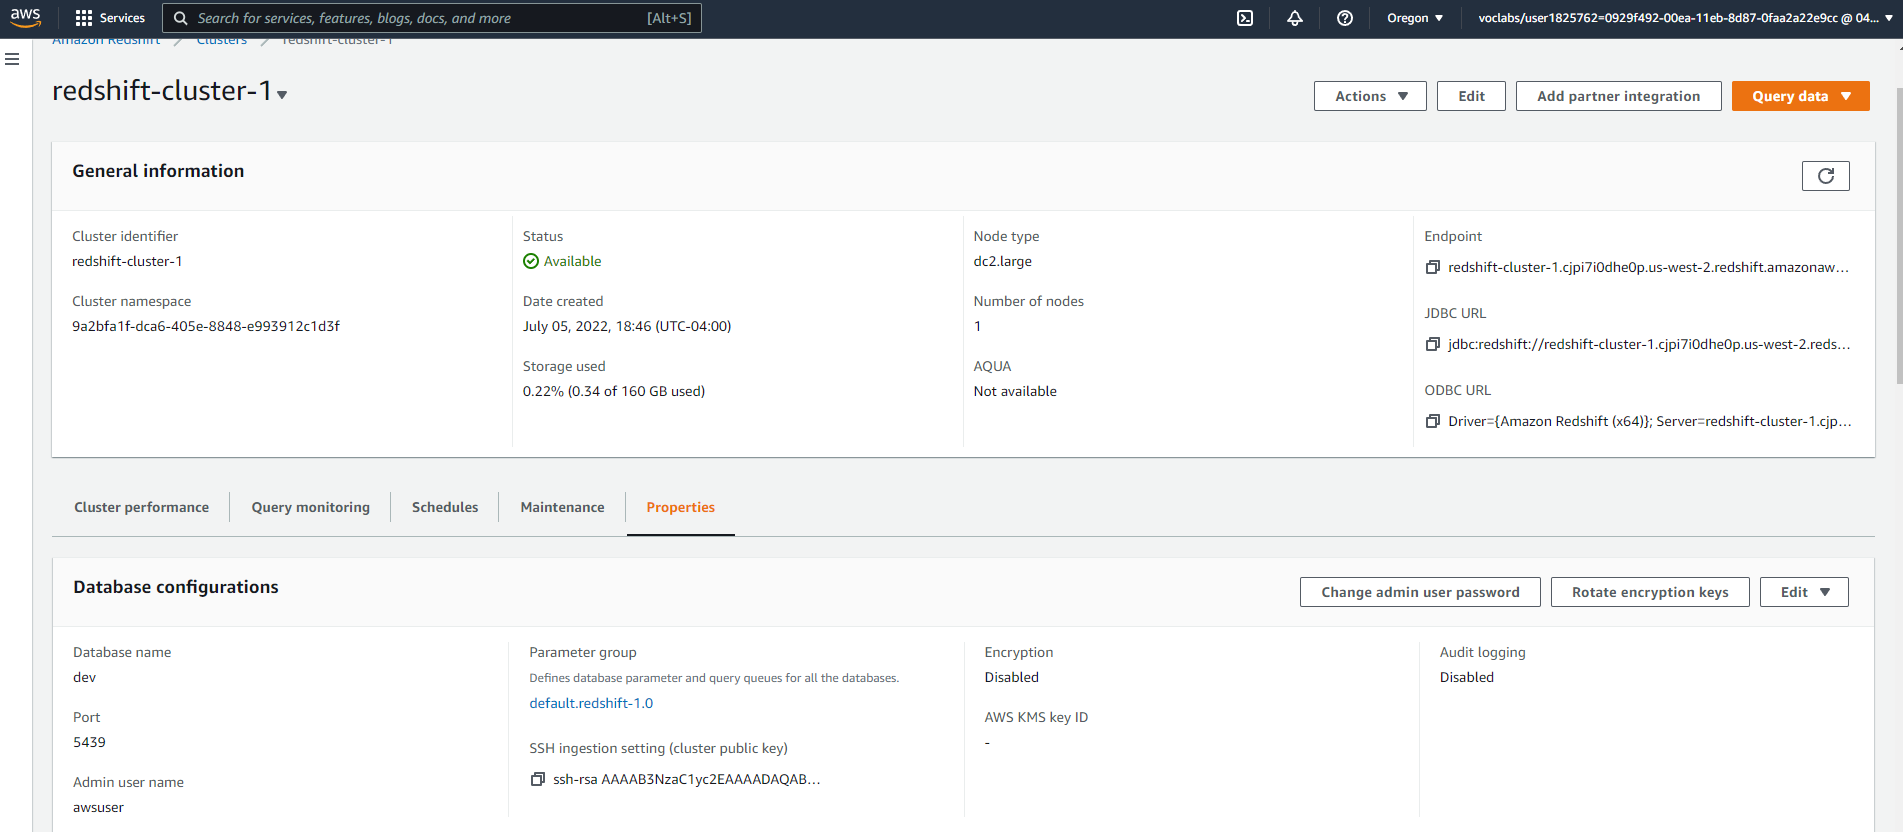 aws Services Search for services, features, blogs, docs, and more [Alt+S] Oregon voclabs/user1825762=0929f492-00ea-11eb-8d87-0faa2a22e9cc @ 04...
Amazon Redshift Clusters redshift-cluster-1
redshift-cluster-1
Actions Edit Add partner integration Query data
General information
Cluster identifier
redshift-cluster-1
Cluster namespace
9a2bfa1f-dca6-405e-8848-e993912c1d3f
Status
Available
Date created
July 05, 2022, 18:46 (UTC-04:00)
Storage used
0.22% (0.34 of 160 GB used)
Node type
dc2.large
Number of nodes
1
AQUA
Not available
Endpoint
redshift-cluster-1.cjpi7i0dhe0p.us-west-2.redshift.amazonaw...
JDBC URL
jdbc:redshift://redshift-cluster-1.cjpi7i0dhe0p.us-west-2.reds...
ODBC URL
Driver={Amazon Redshift (x64)}; Server=redshift-cluster-1.cjp...
Cluster performance Query monitoring Schedules Maintenance Properties
Database configurations
Change admin user password Rotate encryption keys Edit
Database name
dev
Port
5439
Admin user name
awsuser
Parameter group
Defines database parameter and query queues for all the databases.
default.redshift-1.0
SSH ingestion setting (cluster public key)
ssh-rsa AAAAB3NzaC1yc2EAAAADAQAB...
Encryption
Disabled
AWS KMS key ID
-
Audit logging
Disabled